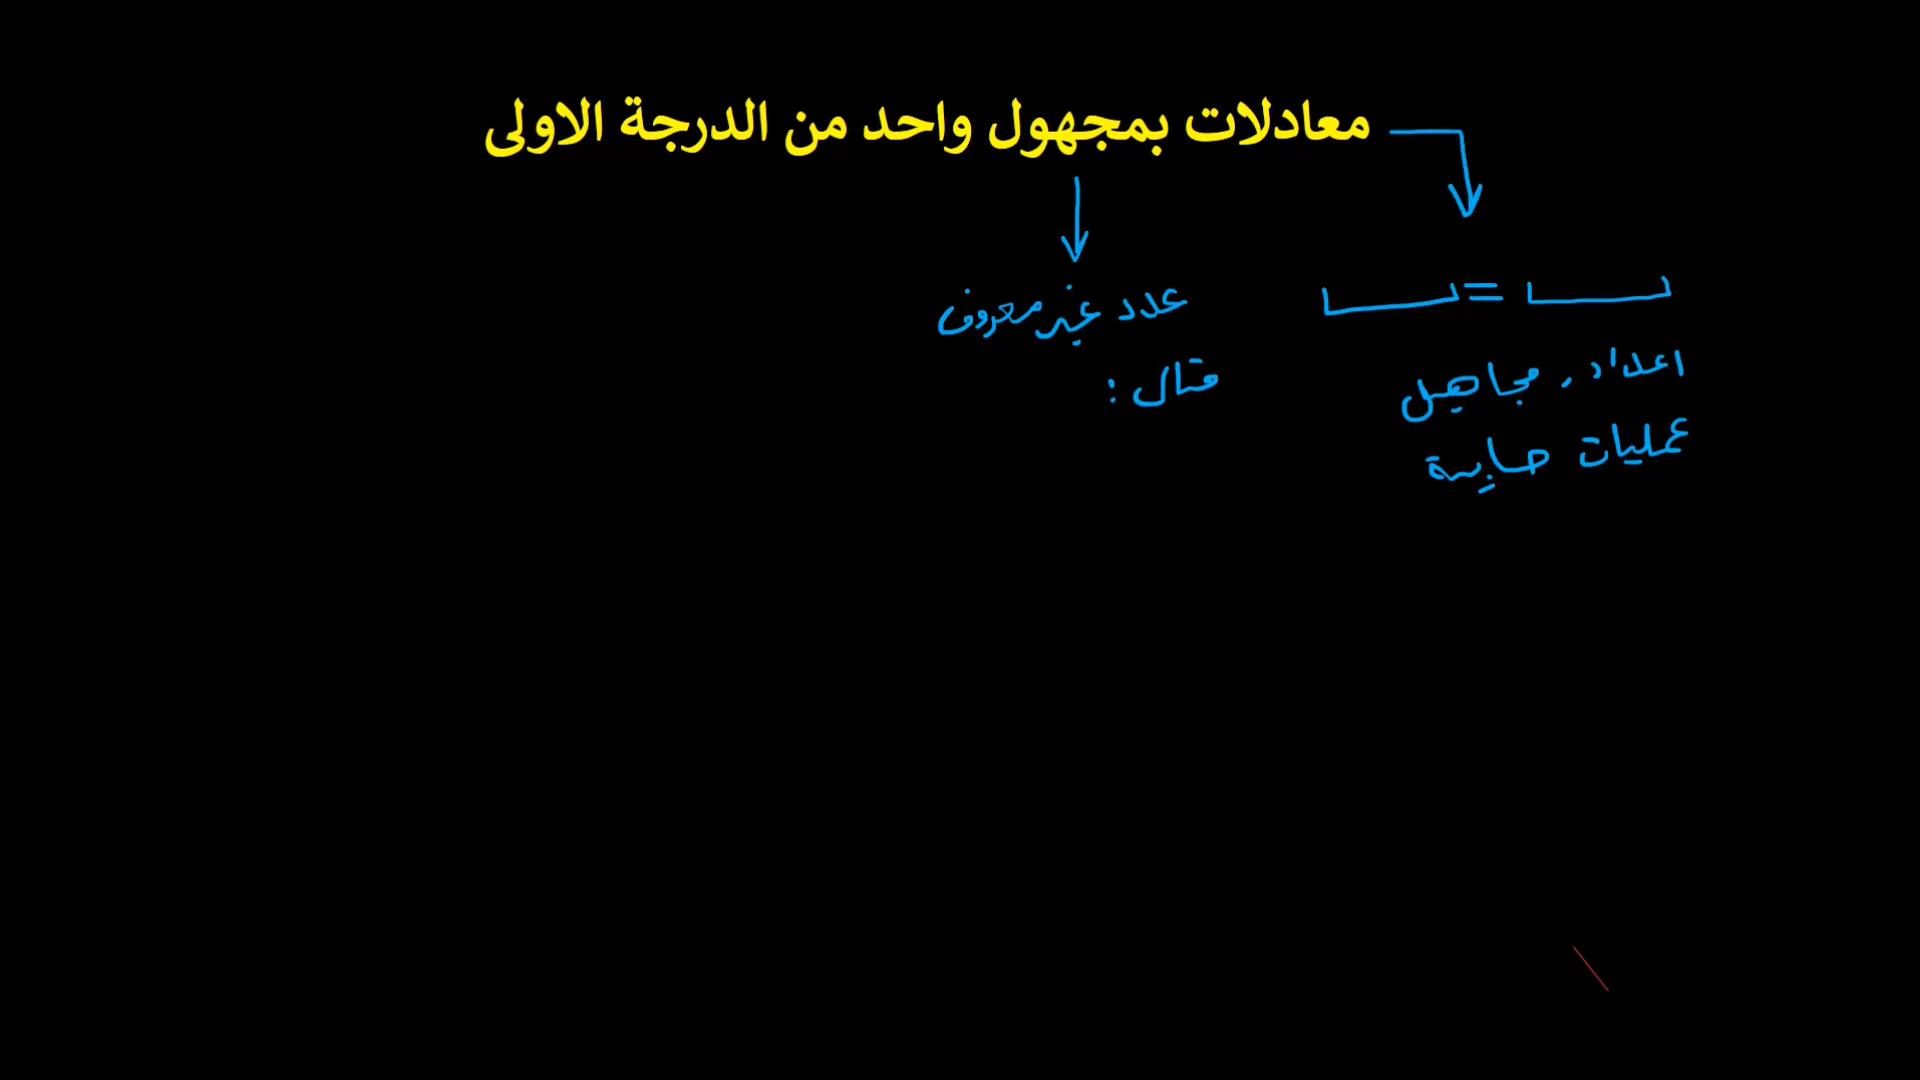 معادلات بمجهول واحد من الدرجة الاولى
=
اعداد، مجاهيل
عمليات حسابية
عدد غير معروف
مثال :